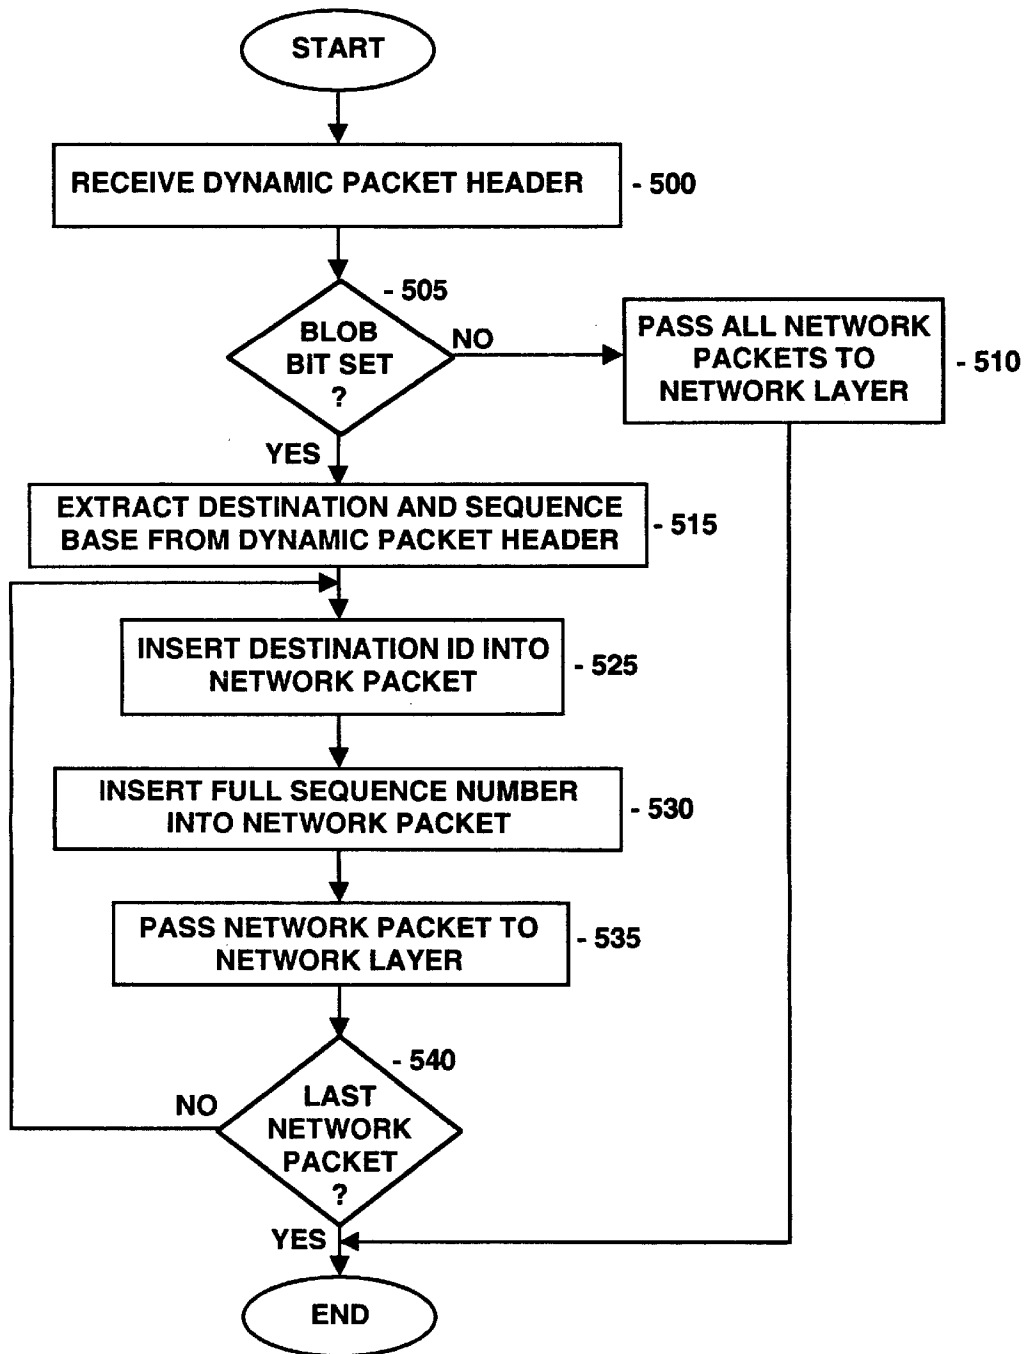 START
RECEIVE DYNAMIC PACKET HEADER
- 500
- 505
BLOB
BIT SET
?
NO
PASS ALL NETWORK
PACKETS TO
NETWORK LAYER
- 510
YES
EXTRACT DESTINATION AND SEQUENCE
BASE FROM DYNAMIC PACKET HEADER
- 515
INSERT DESTINATION ID INTO
NETWORK PACKET
- 525
INSERT FULL SEQUENCE NUMBER
INTO NETWORK PACKET
- 530
PASS NETWORK PACKET TO
NETWORK LAYER
- 535
- 540
LAST
NETWORK
PACKET
?
NO
YES
END